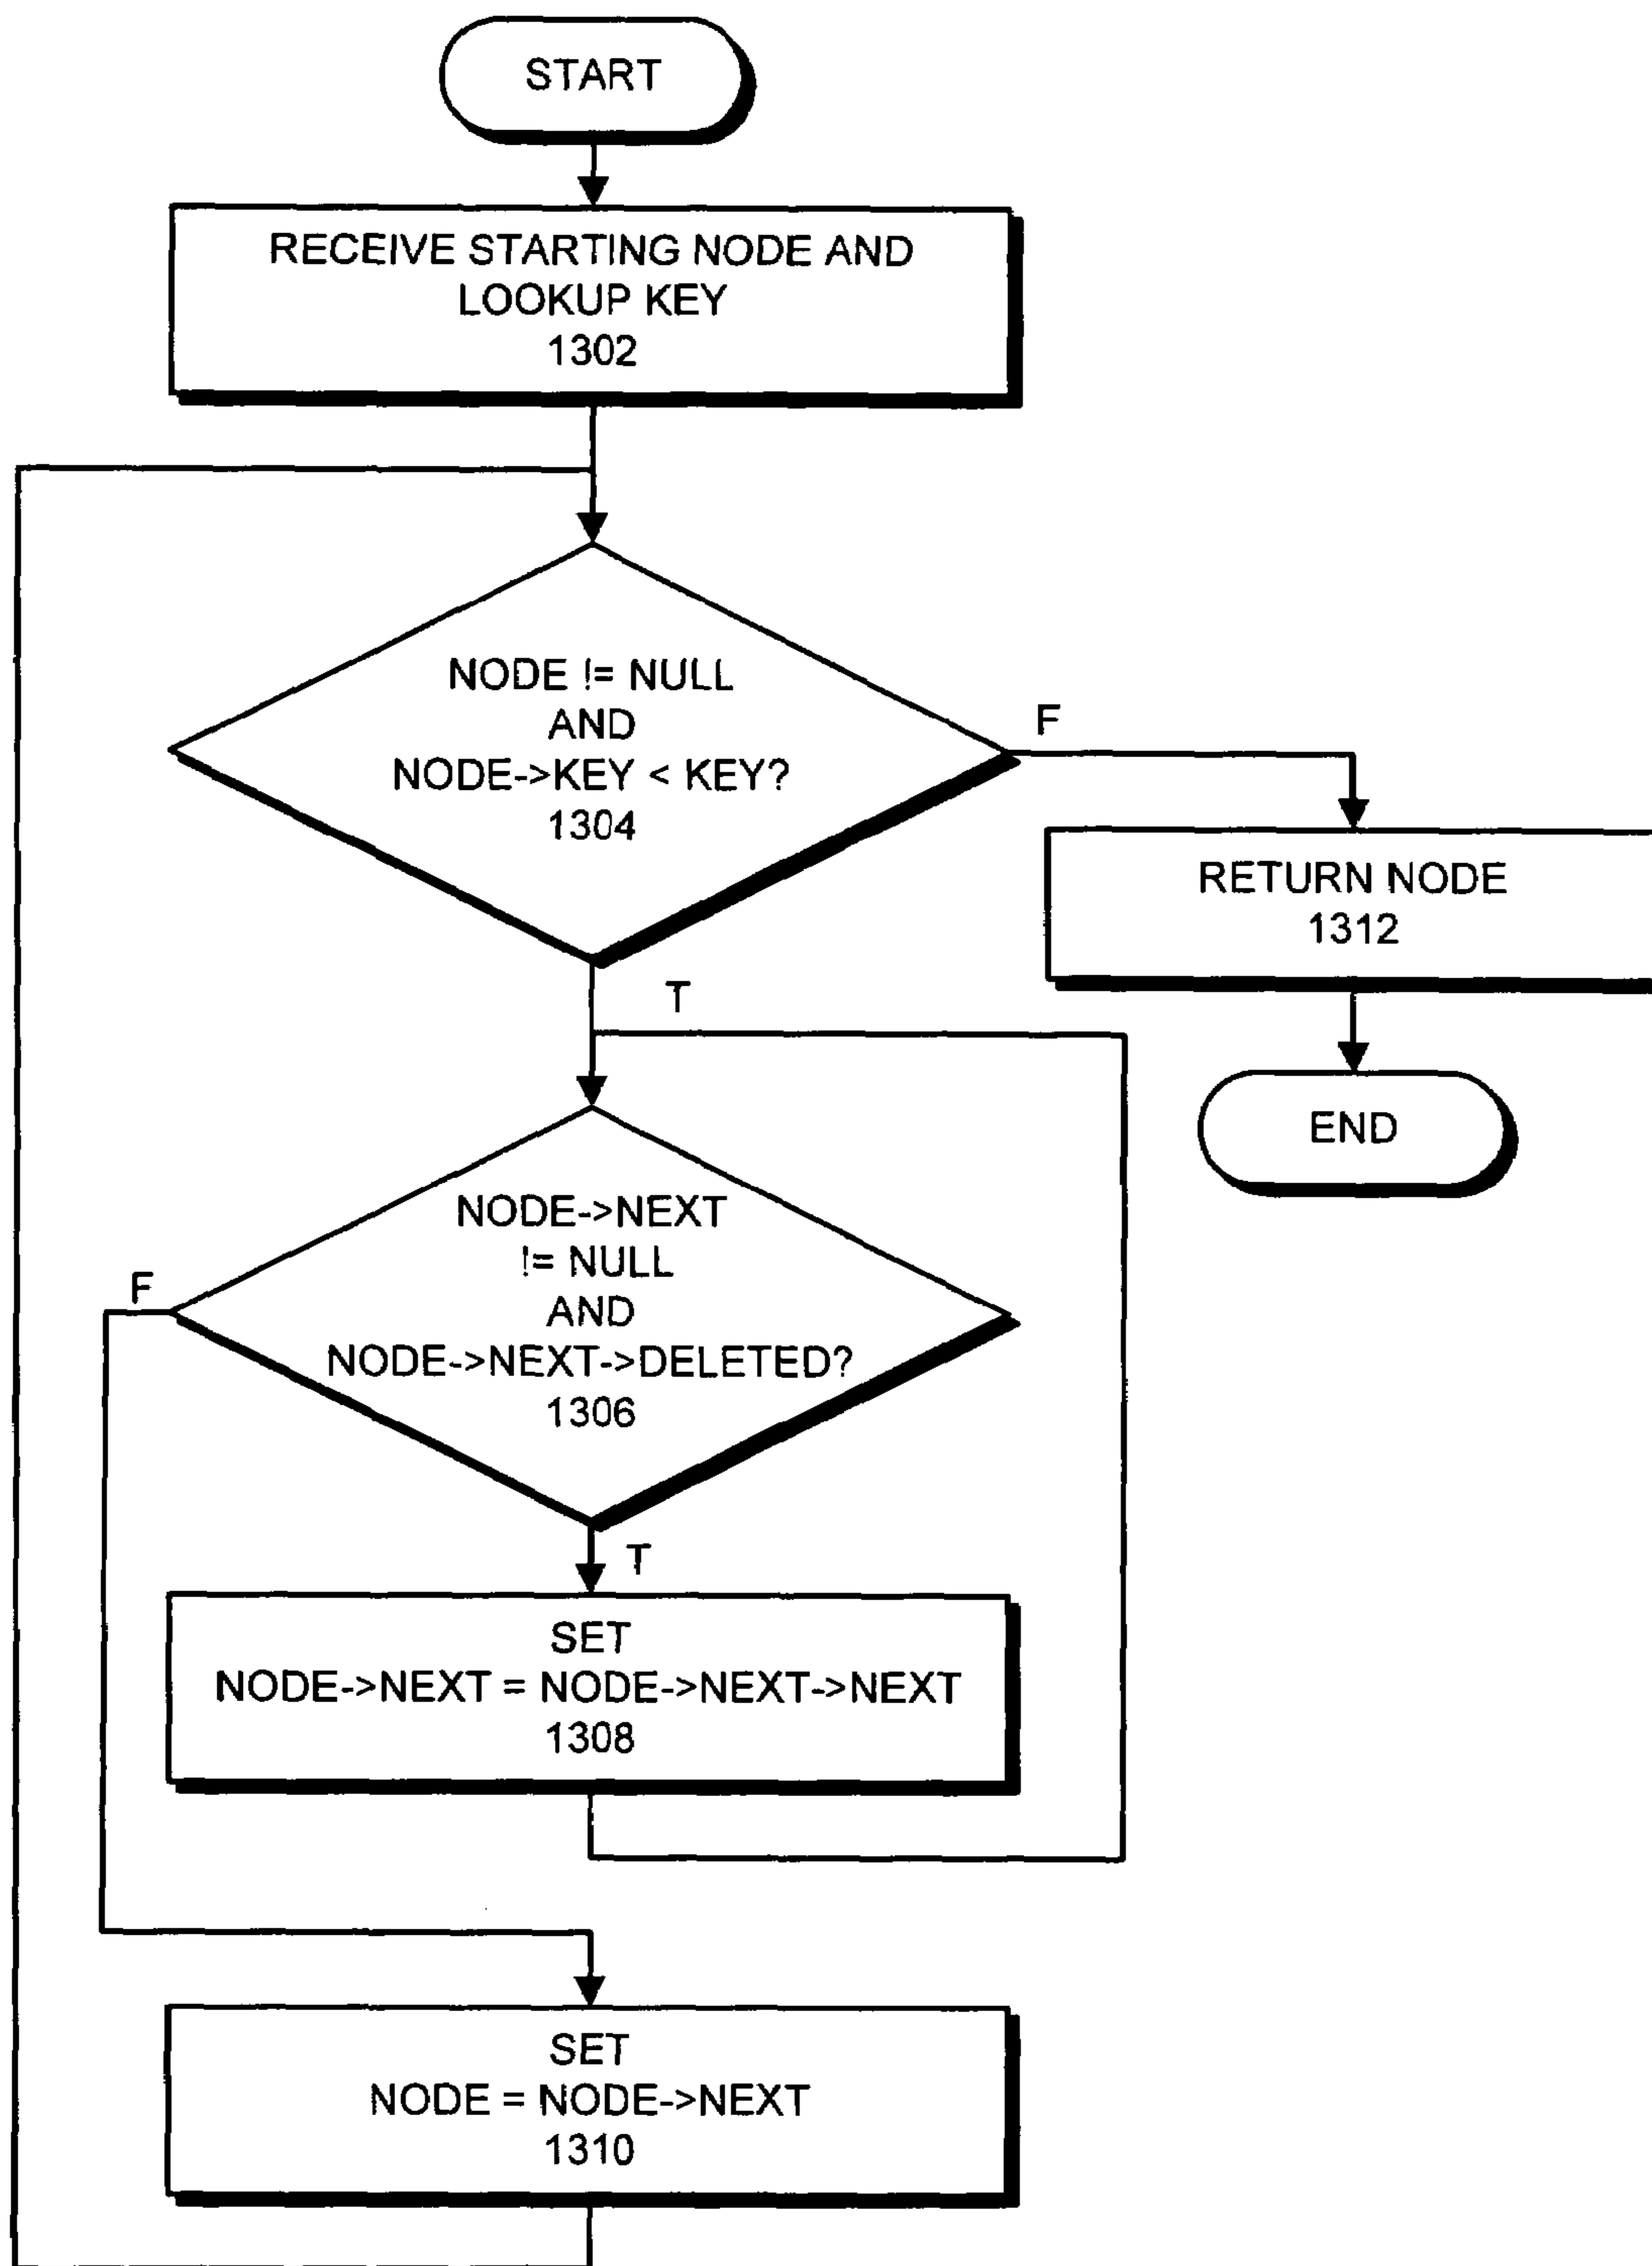 START
RECEIVE STARTING NODE AND
LOOKUP KEY
1302
NODE != NULL
AND
NODE->KEY < KEY?
1304
F
RETURN NODE
1312
T
END
NODE->NEXT
!= NULL
AND
NODE->NEXT->DELETED?
1306
F
T
SET
NODE->NEXT = NODE->NEXT->NEXT
1308
SET
NODE = NODE->NEXT
1310